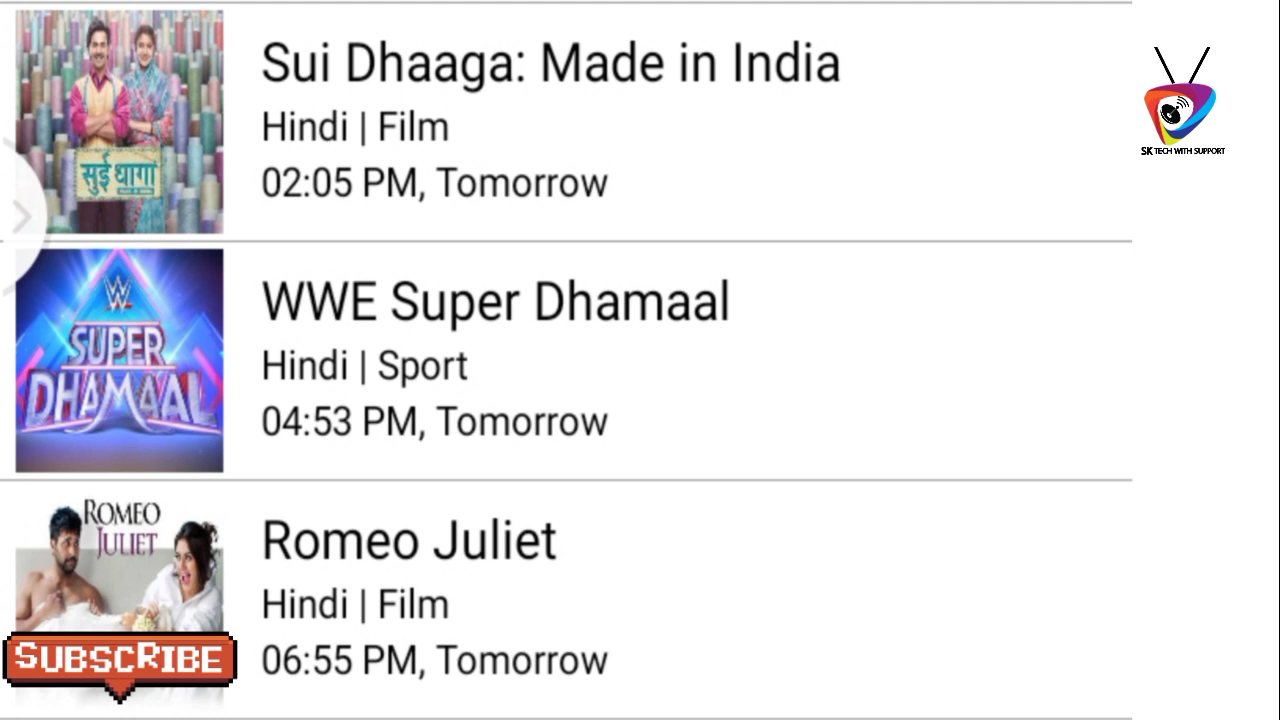 Sui Dhaaga: Made in India
Hindi | Film
02:05 PM, Tomorrow
सुई धागा
WWE Super Dhamaal
Hindi | Sport
04:53 PM, Tomorrow
W
SUPER
DHAMAAL
Romeo Juliet
Hindi | Film
06:55 PM, Tomorrow
ROMEO
JULIET
SUBSCRIBE
SK TECH WITH SUPPORT